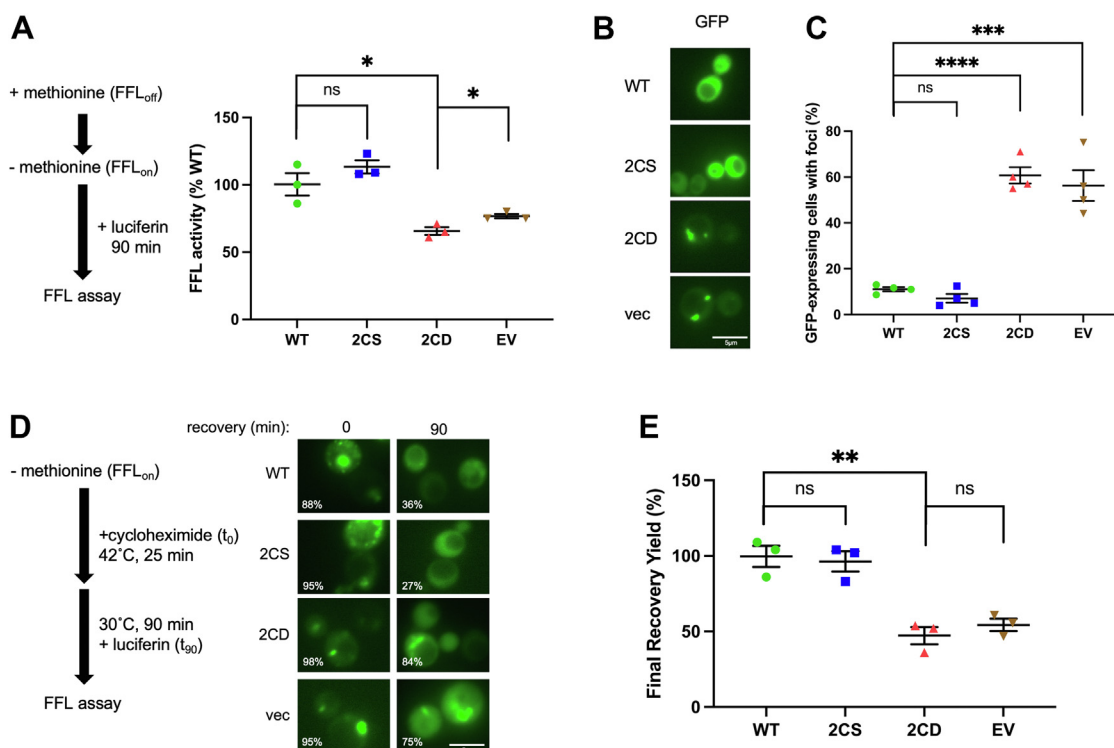 A
+ methionine (FFLoff)
- methionine (FFLon)
+ luciferin
90 min
FFL assay
FFL activity (% WT)
150
100
50
0
*
ns
*
WT 2CS 2CD EV
B
GFP
WT
2CS
2CD
vec
5μm
C
GFP-expressing cells with foci (%)
80
60
40
20
0
***
****
ns
WT 2CS 2CD EV
D
- methionine (FFLon)
+cycloheximide (t0)
42˚C, 25 min
30˚C, 90 min
+ luciferin (t90)
FFL assay
recovery (min): 0 90
WT
88% 36%
2CS
95% 27%
2CD
98% 84%
vec
95% 75%
E
Final Recovery Yield (%)
150
100
50
0
**
ns ns
WT 2CS 2CD EV